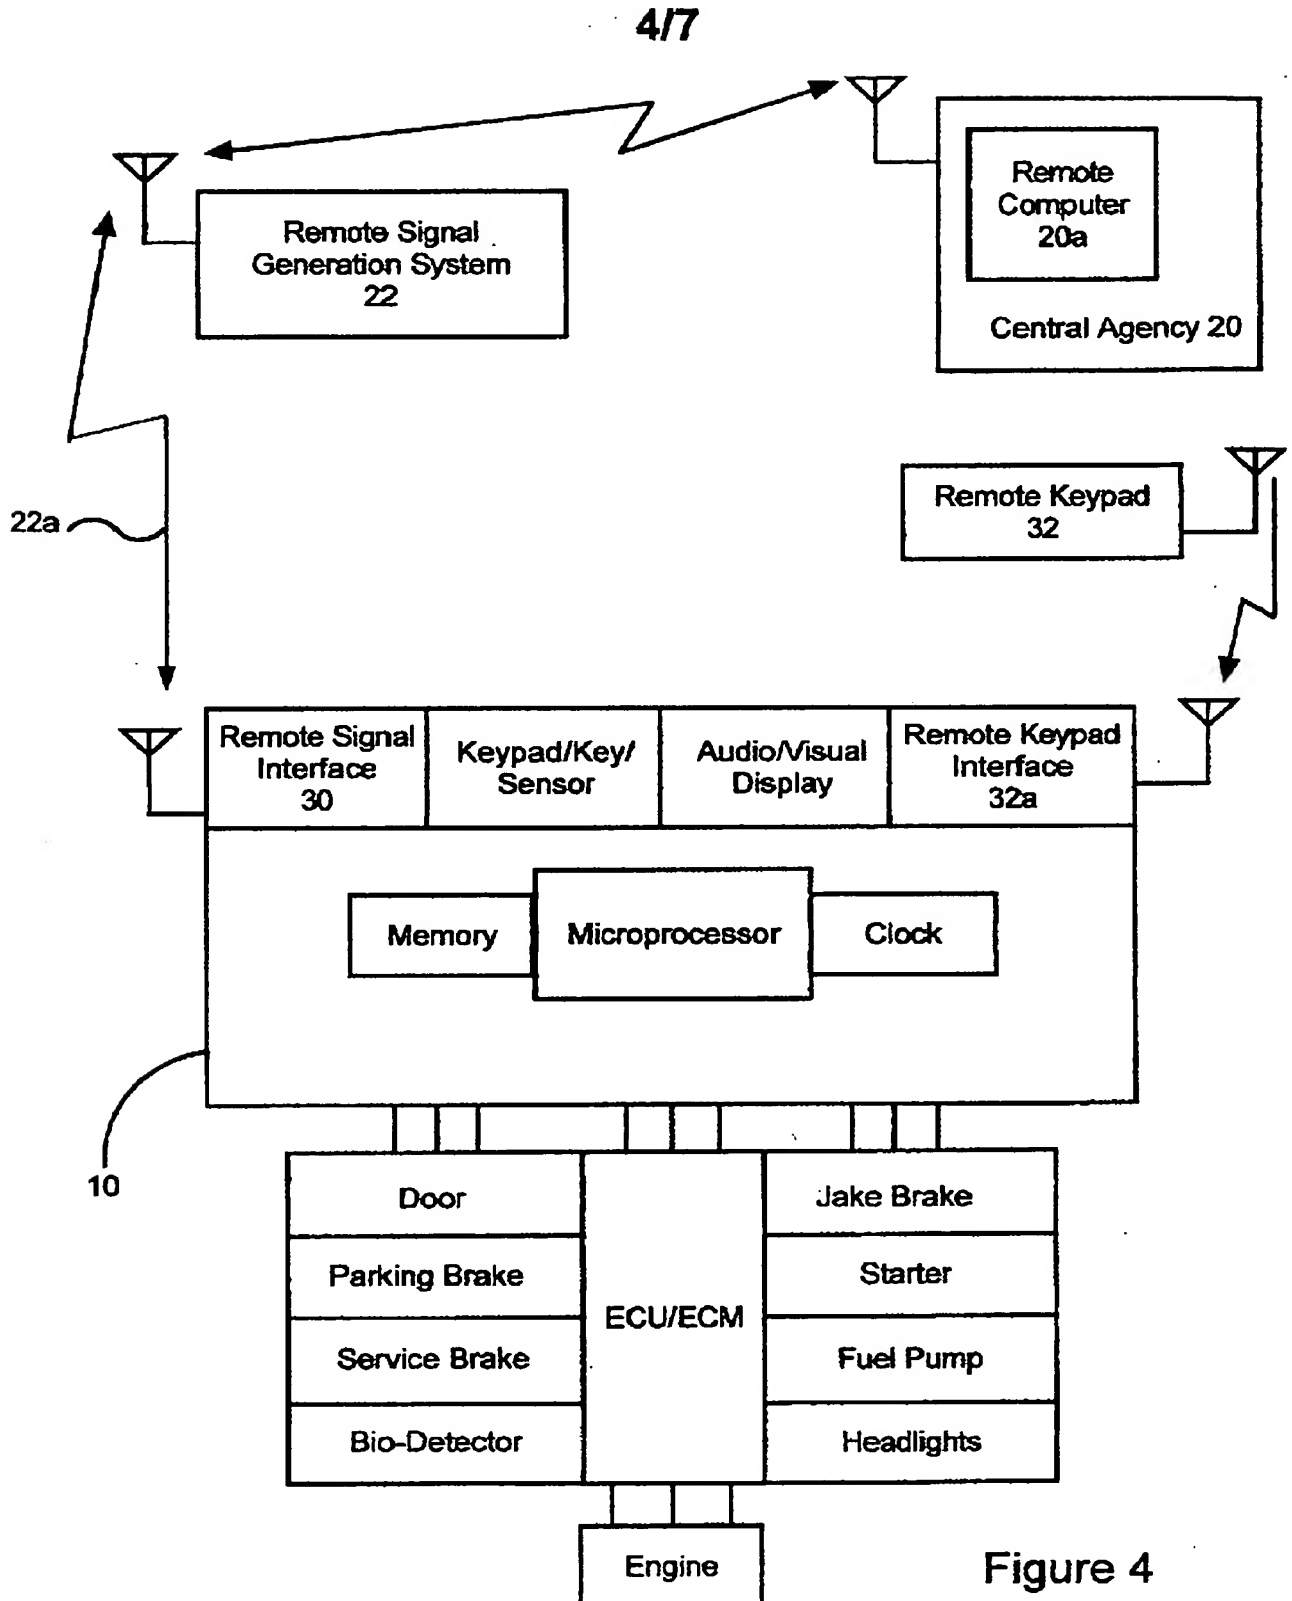 4/7
Remote Signal
Generation System
22
Remote
Computer
20a
Central Agency 20
Remote Keypad
32
22a
Remote Signal
Interface
30
Keypad/Key/
Sensor
Audio/Visual
Display
Remote Keypad
Interface
32a
Memory
Microprocessor
Clock
10
Door
Parking Brake
Service Brake
Bio-Detector
ECU/ECM
Jake Brake
Starter
Fuel Pump
Headlights
Engine
Figure 4